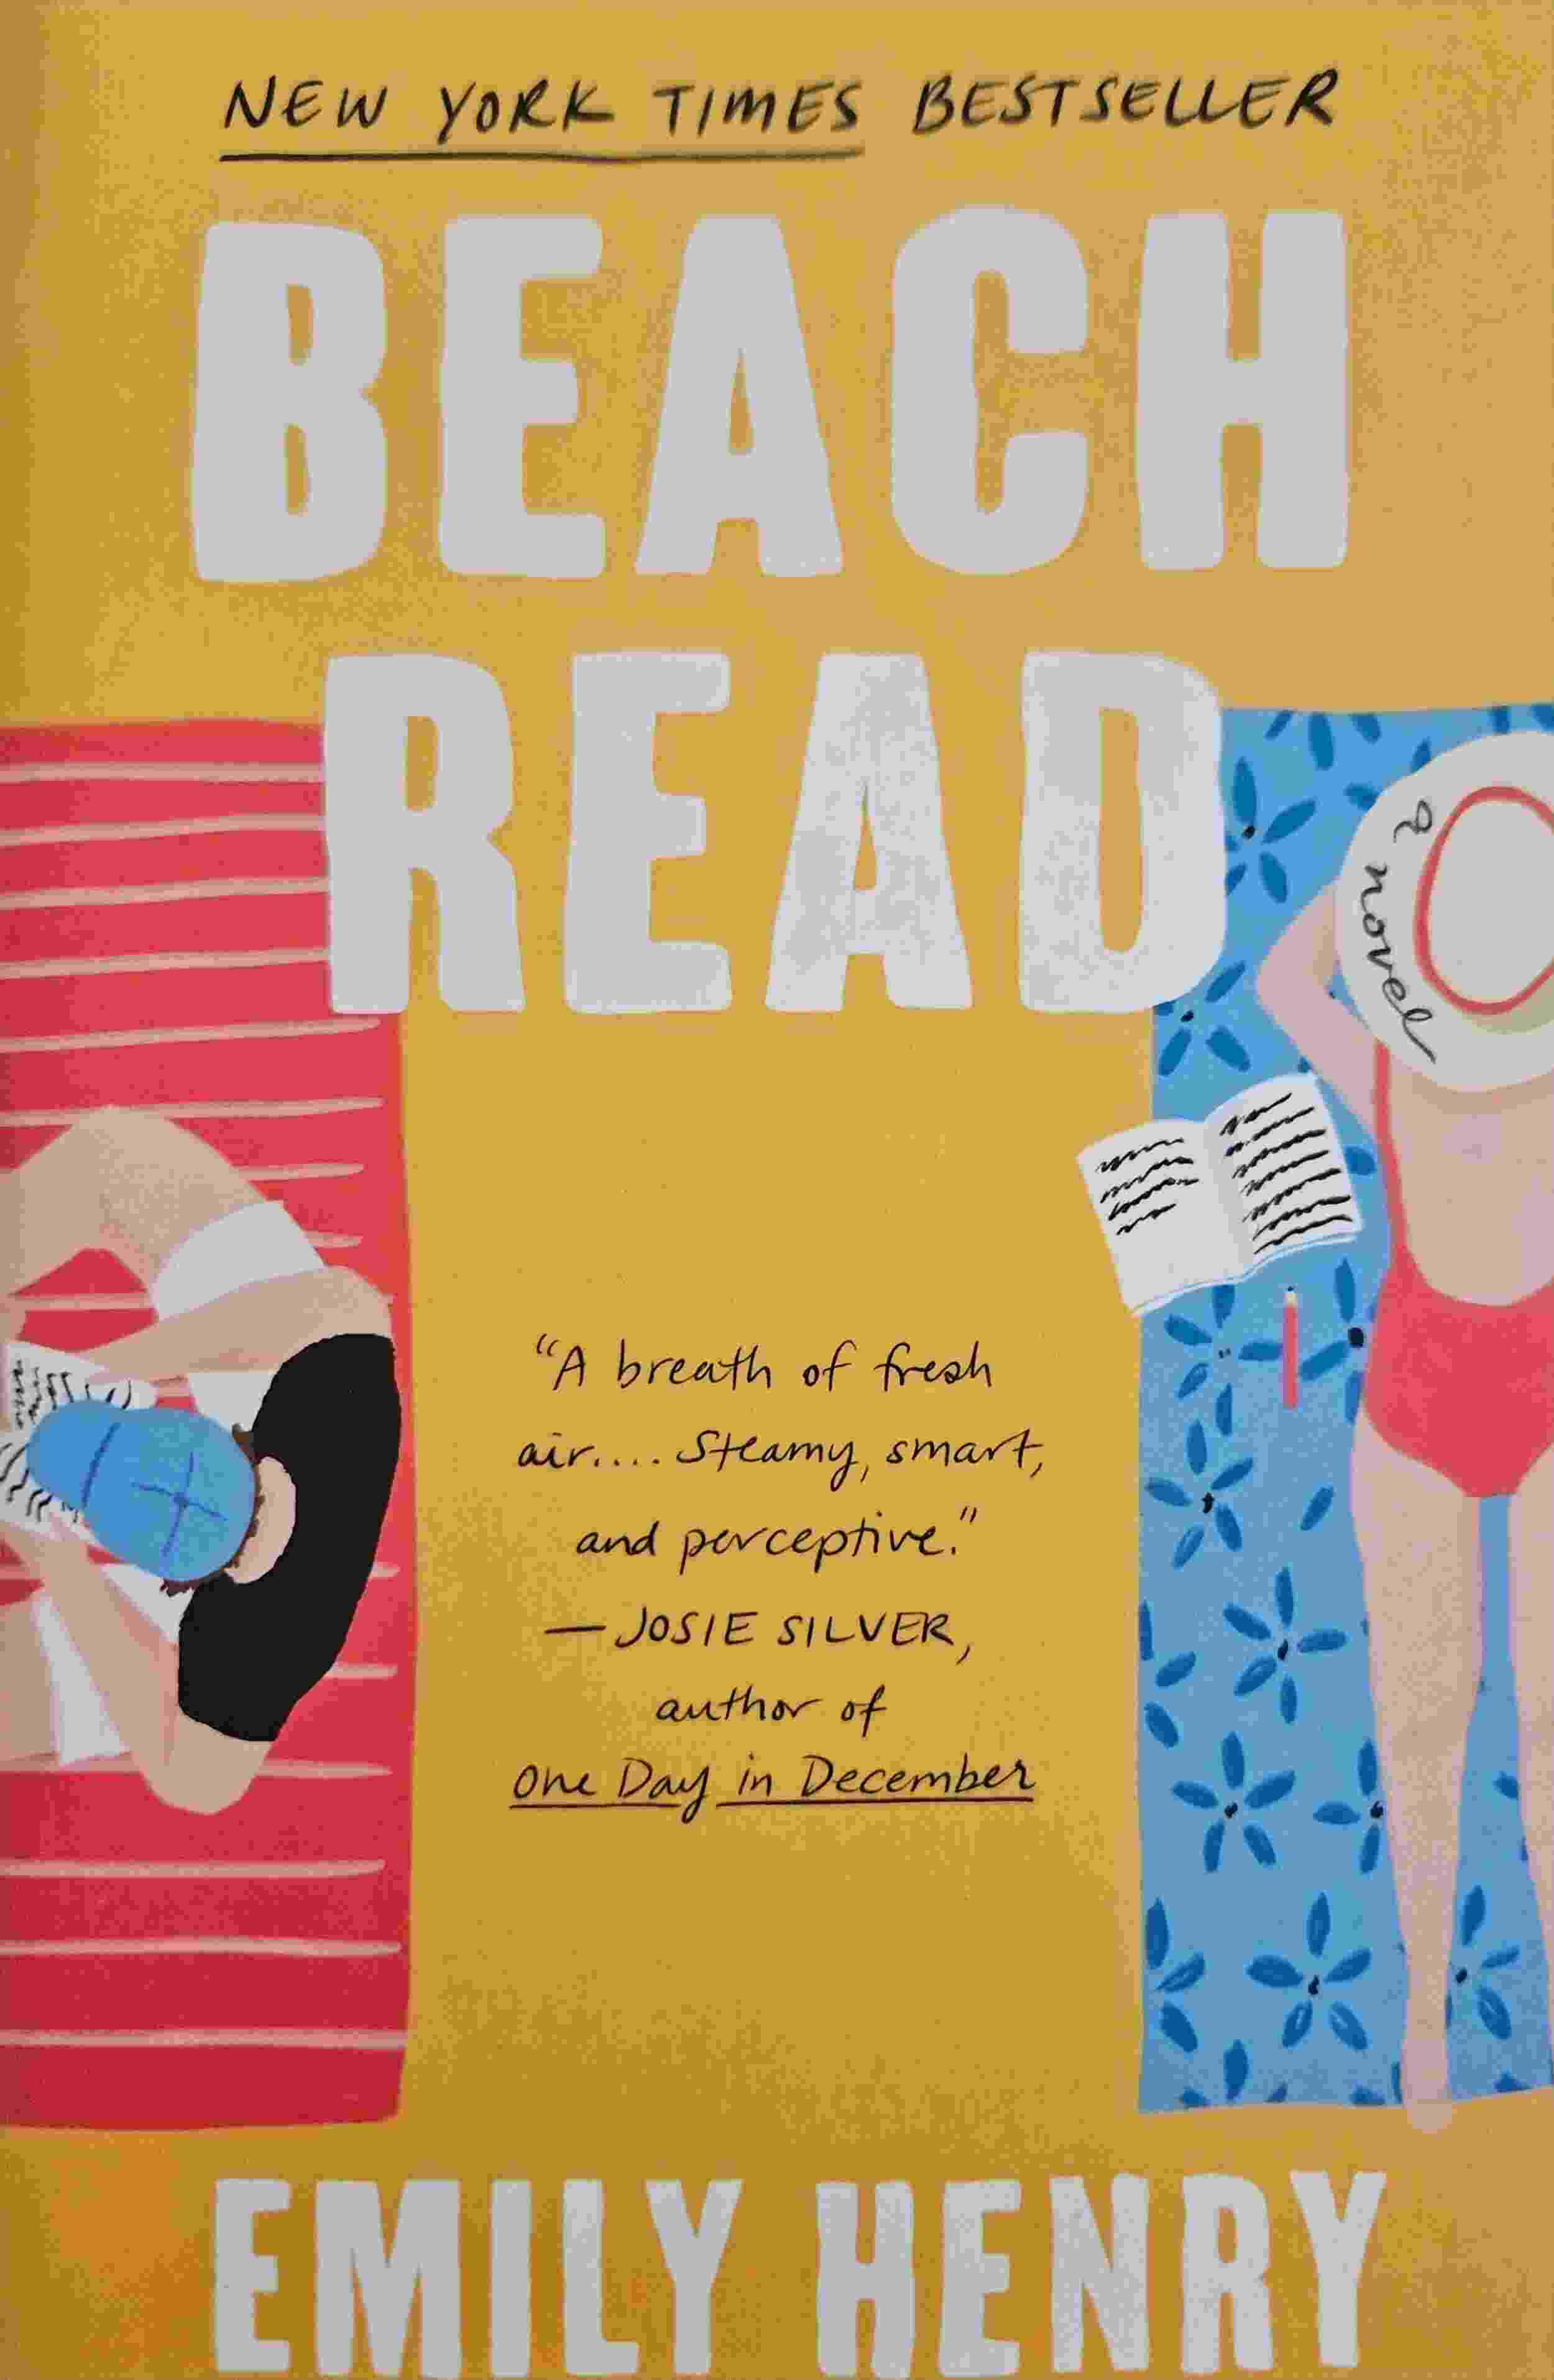 NEW YORK TIMES BESTSELLER
BEACH
READ
a novel
"A breath of fresh
air.... Steamy, smart,
and perceptive."
— JOSIE SILVER,
author of
One Day in December
EMILY HENRY